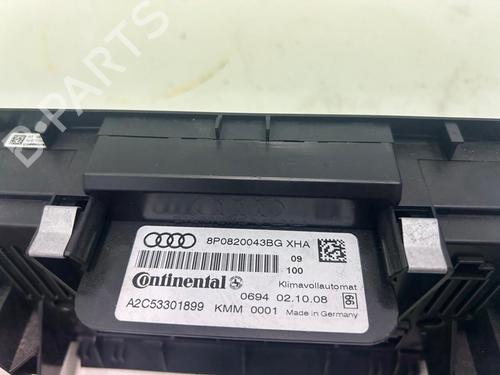 8P0820043BG XHA
09
100
Continental
Klimavollautomat
0694 02.10.08
A2C53301899 KMM 0001 Made in Germany
B-PARTS